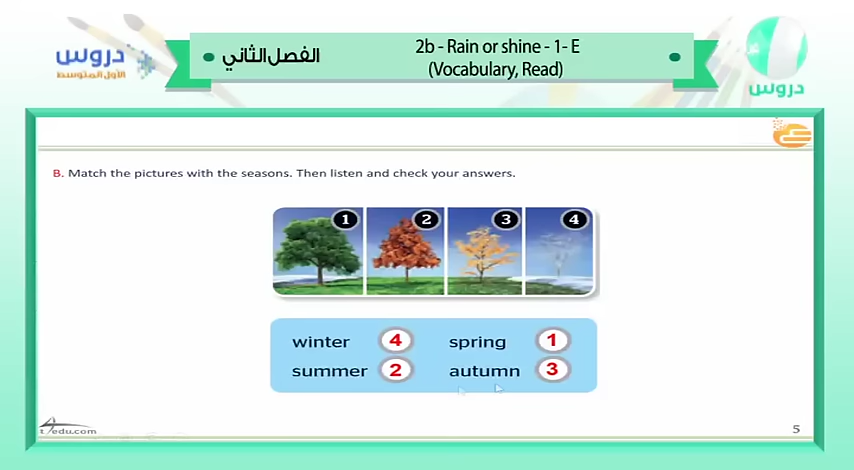 دروس
الأول المتوسط
الفصل الثاني
2b - Rain or shine - 1- E
(Vocabulary, Read)
دروس
B. Match the pictures with the seasons. Then listen and check your answers.
1 2 3 4
winter 4 spring 1
summer 2 autumn 3
t4edu.com
5